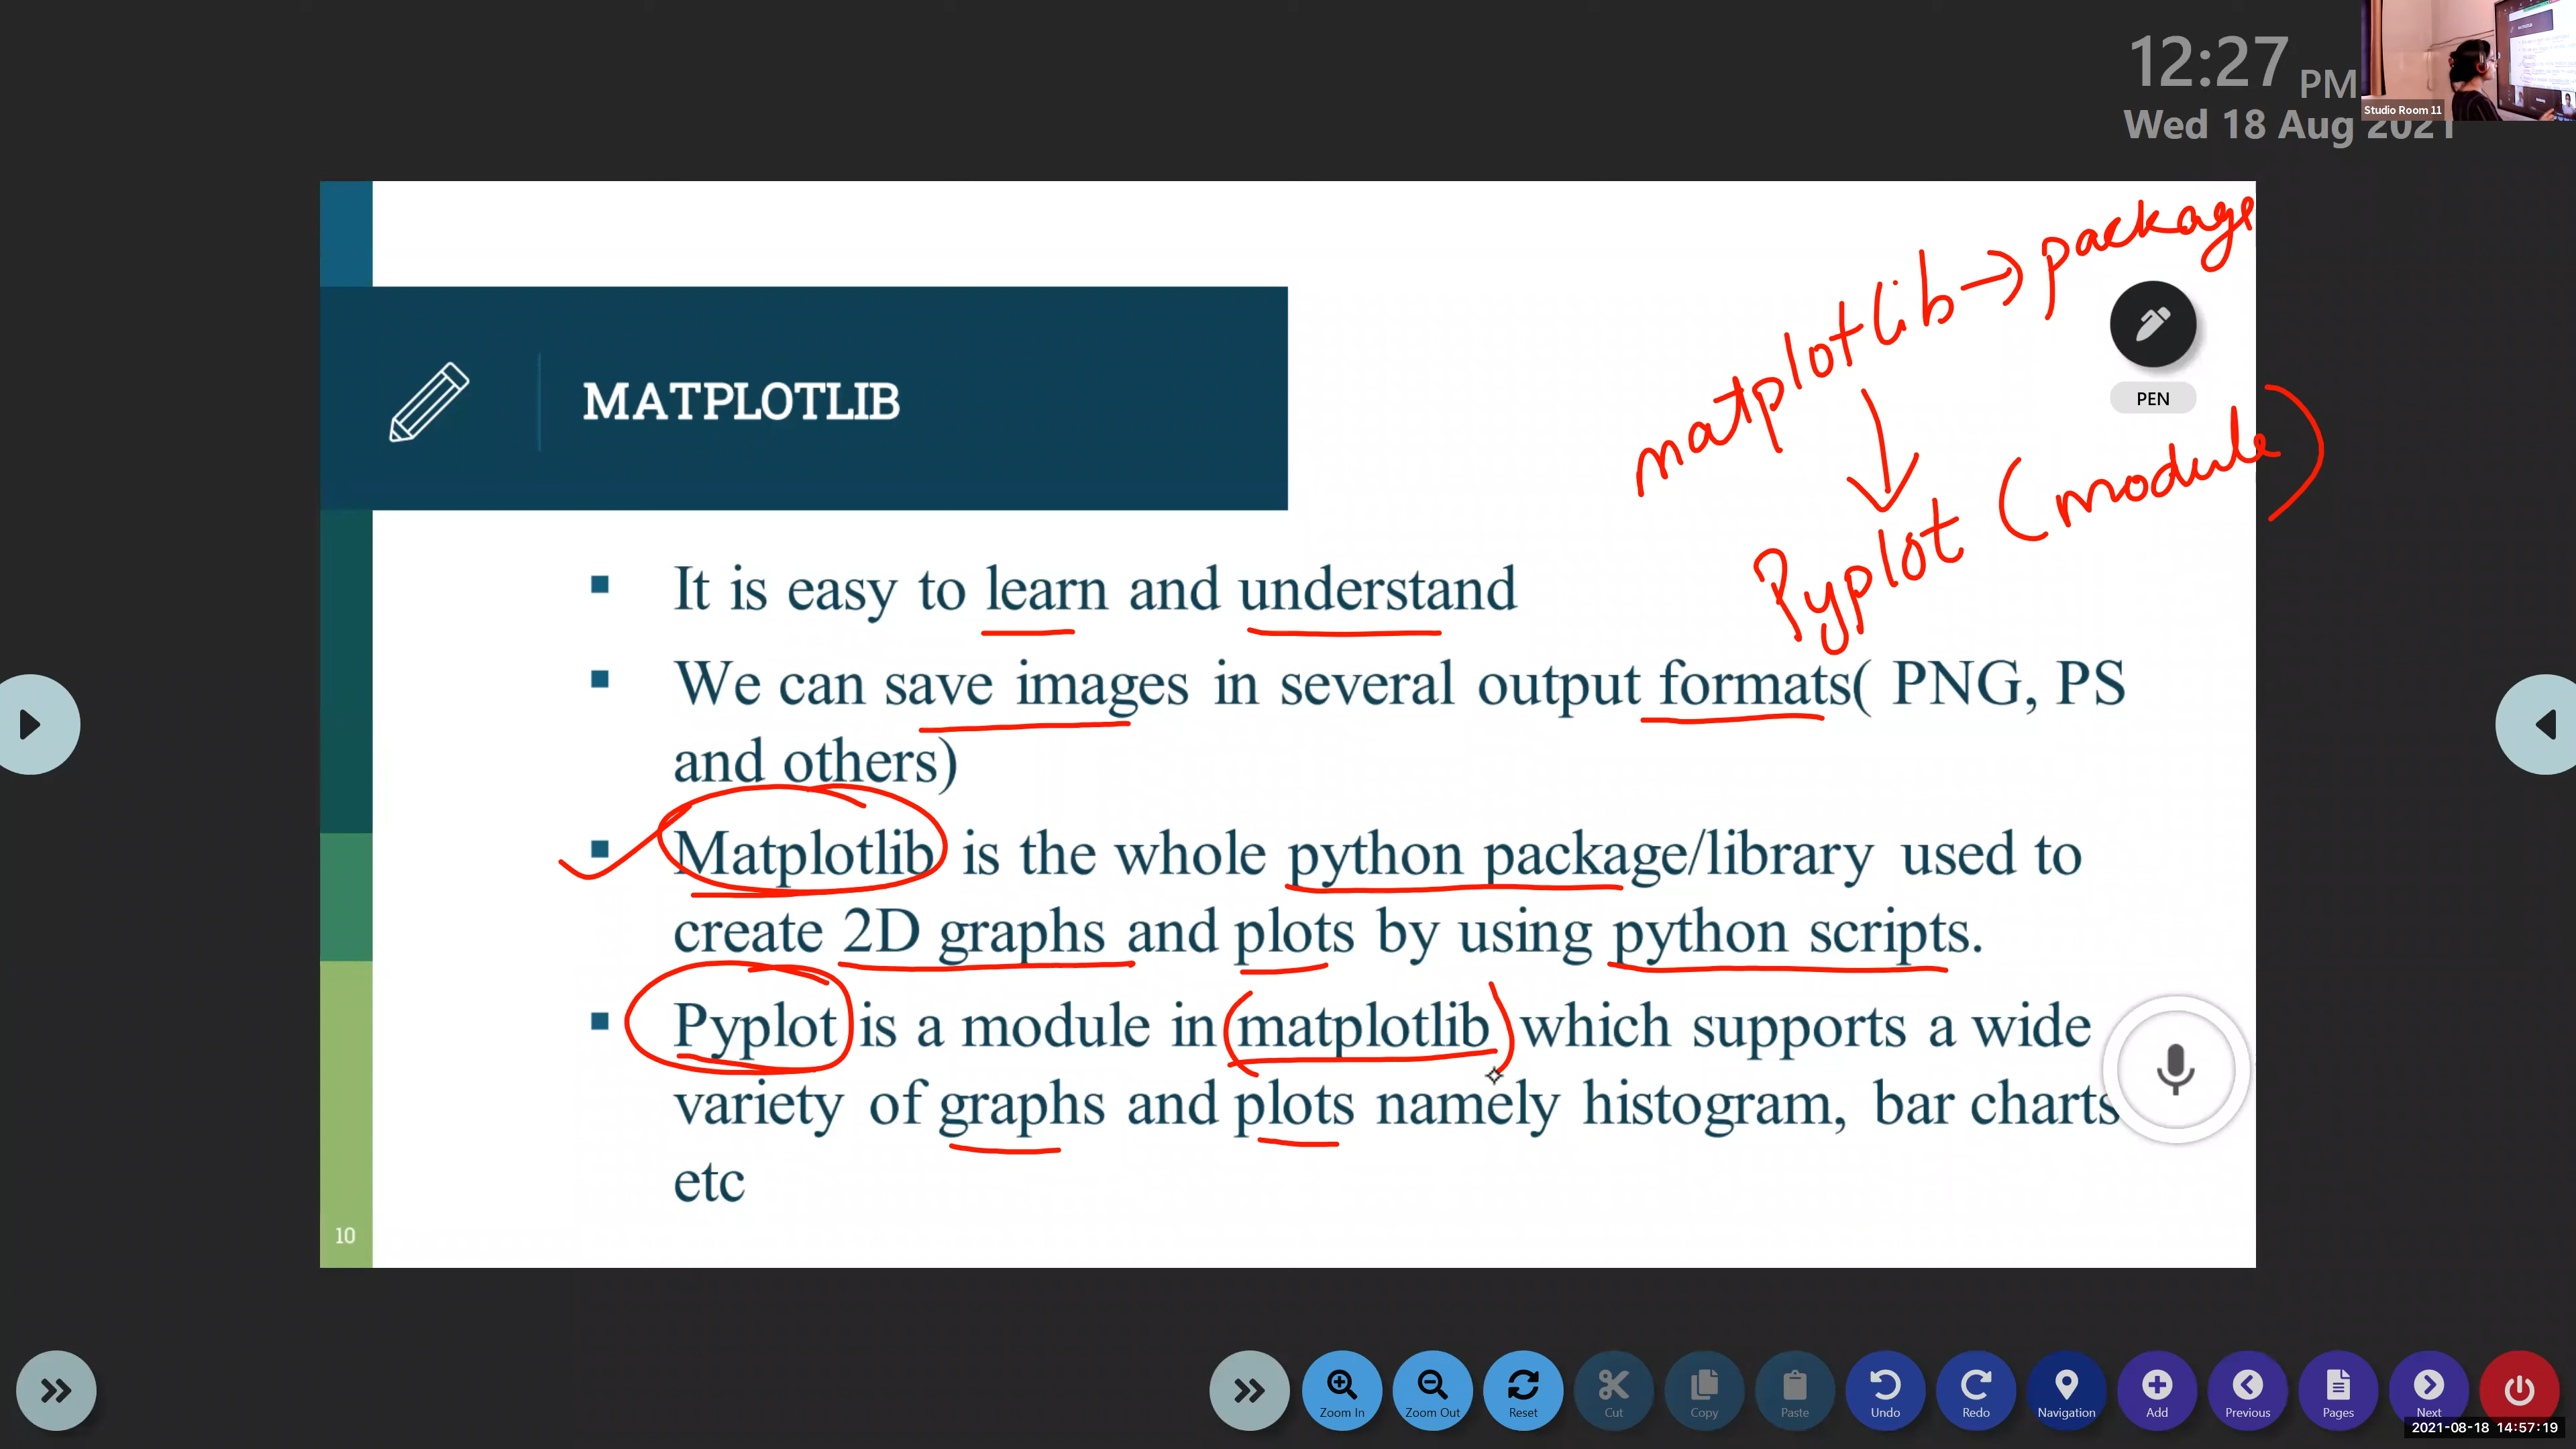 12:27 PM
Wed 18 Aug 2021
Studio Room 11
matplotlib → package
PEN
Pyplot (module)
MATPLOTLIB
▪ It is easy to learn and understand
▪ We can save images in several output formats( PNG, PS
and others)
▪ Matplotlib is the whole python package/library used to
create 2D graphs and plots by using python scripts.
▪ Pyplot is a module in matplotlib which supports a wide
variety of graphs and plots namely histogram, bar charts
etc
10
Zoom In Zoom Out Reset Cut Copy Paste Undo Redo Navigation Add Previous Pages Next
2021-08-18 14:57:19